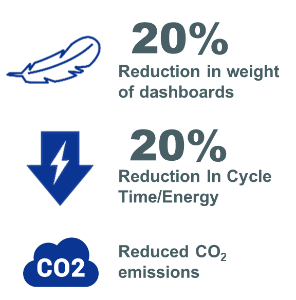 20%
Reduction in weight
of dashboards
20%
Reduction In Cycle
Time/Energy
CO2
Reduced CO₂
emissions